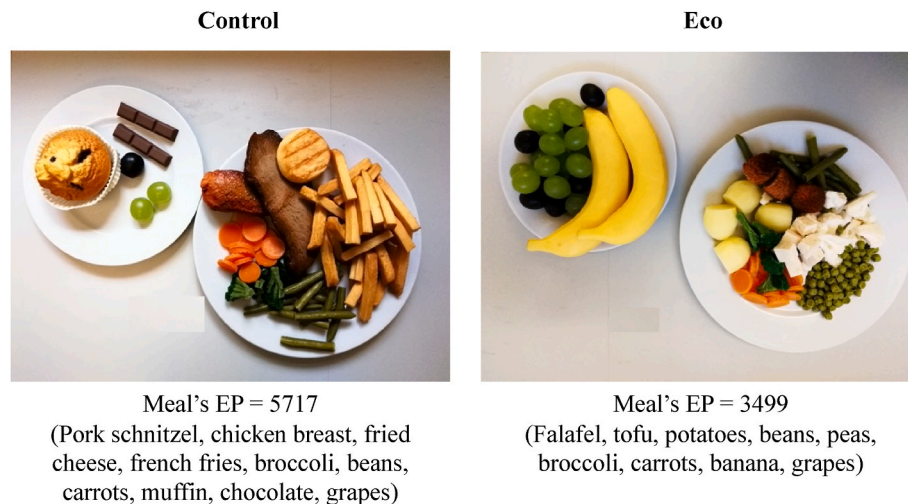 Control
Eco
Meal's EP = 5717
(Pork schnitzel, chicken breast, fried
cheese, french fries, broccoli, beans,
carrots, muffin, chocolate, grapes)
Meal's EP = 3499
(Falafel, tofu, potatoes, beans, peas,
broccoli, carrots, banana, grapes)